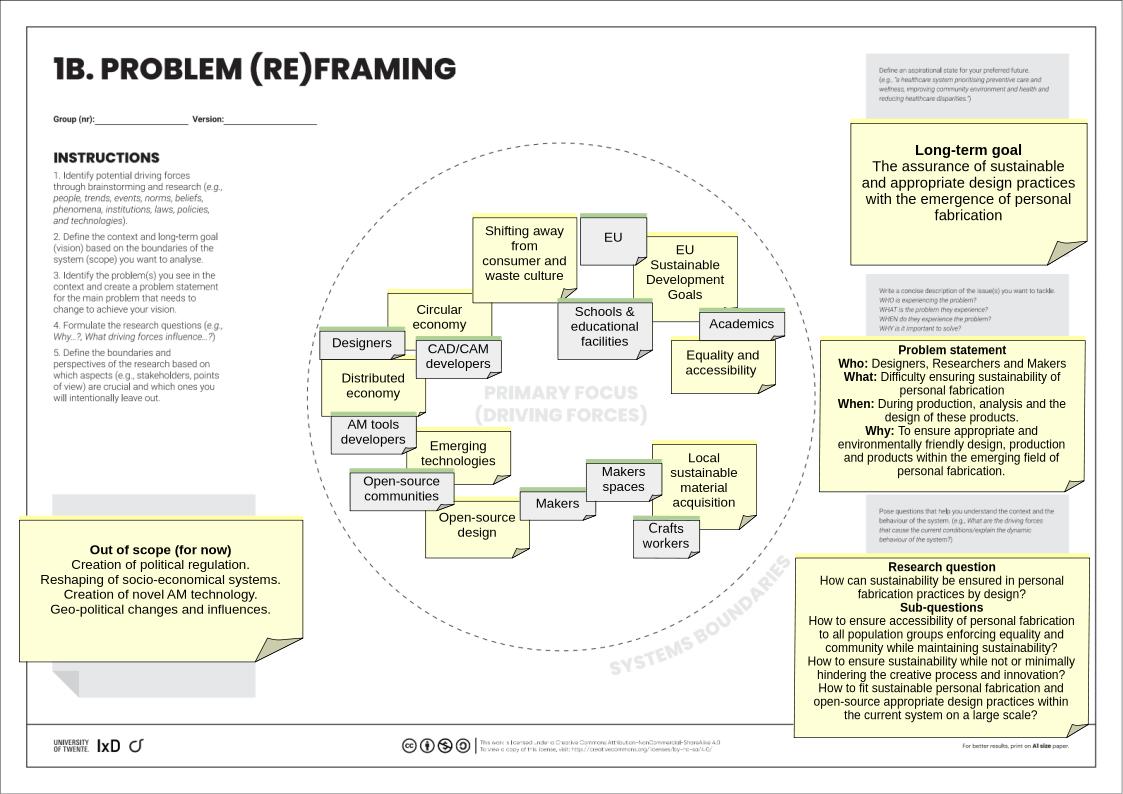 1B. PROBLEM (RE)FRAMING
Group (nr): Version:
INSTRUCTIONS
1. Identify potential driving forces
through brainstorming and research (e.g.,
people, trends, events, norms, beliefs,
phenomena, institutions, laws, policies,
and technologies).
2. Define the context and long-term goal
(vision) based on the boundaries of the
system (scope) you want to analyse.
3. Identify the problem(s) you see in the
context and create a problem statement
for the main problem that needs to
change to achieve your vision.
4. Formulate the research questions (e.g.,
Why..?, What driving forces influence...?)
5. Define the boundaries and
perspectives of the research based on
which aspects (e.g., stakeholders, points
of view) are crucial and which ones you
will intentionally leave out.
Out of scope (for now)
Creation of political regulation.
Reshaping of socio-economical systems.
Creation of novel AM technology.
Geo-political changes and influences.
Shifting away
from
consumer and
waste culture
EU
EU
Sustainable
Development
Goals
Circular
economy
Schools &
educational
facilities
Academics
Designers
CAD/CAM
developers
Equality and
accessibility
Distributed
economy
PRIMARY FOCUS
(DRIVING FORCES)
AM tools
developers
Emerging
technologies
Open-source
communities
Open-source
design
Makers
Makers
spaces
Local
sustainable
material
acquisition
Crafts
workers
SYSTEMS BOUNDARIES
Define an aspirational state for your preferred future.
(e.g., "a healthcare system prioritising preventive care and
wellness, improving community environment and health and
reducing healthcare disparities.")
Long-term goal
The assurance of sustainable
and appropriate design practices
with the emergence of personal
fabrication
Write a concise description of the issue(s) you want to tackle.
WHO is experiencing the problem?
WHAT is the problem they experience?
WHEN do they experience the problem?
WHY is it important to solve?
Problem statement
Who: Designers, Researchers and Makers
What: Difficulty ensuring sustainability of
personal fabrication
When: During production, analysis and the
design of these products.
Why: To ensure appropriate and
environmentally friendly design, production
and products within the emerging field of
personal fabrication.
Pose questions that help you understand the context and the
behaviour of the system. (e.g., What are the driving forces
that cause the current conditions/explain the dynamic
behaviour of the system?)
Research question
How can sustainability be ensured in personal
fabrication practices by design?
Sub-questions
How to ensure accessibility of personal fabrication
to all population groups enforcing equality and
community while maintaining sustainability?
How to ensure sustainability while not or minimally
hindering the creative process and innovation?
How to fit sustainable personal fabrication and
open-source appropriate design practices within
the current system on a large scale?
UNIVERSITY
OF TWENTE.
IxD
This work is licensed under a Creative Commons Attribution-NonCommercial-ShareAlike 4.0
To view a copy of this license, visit: http://creativecommons.org/licenses/by-nc-sa/4.0/
For better results, print on A1 size paper.